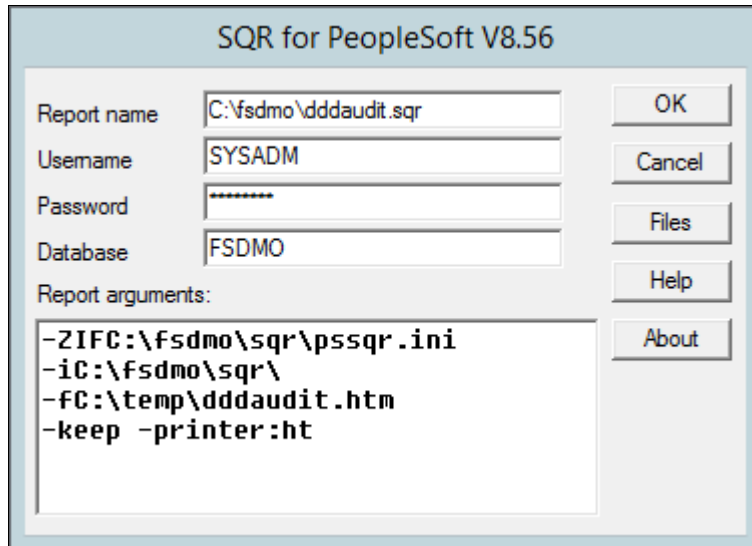 SQR for PeopleSoft V8.56
Report name C:\fsdmo\dddaudit.sqr OK
Username SYSADM Cancel
Password ******** Files
Database FSDMO Help
Report arguments: About
-ZIFC:\fsdmo\sqr\pssqr.ini
-iC:\fsdmo\sqr\
-fC:\temp\dddaudit.htm
-keep -printer:ht